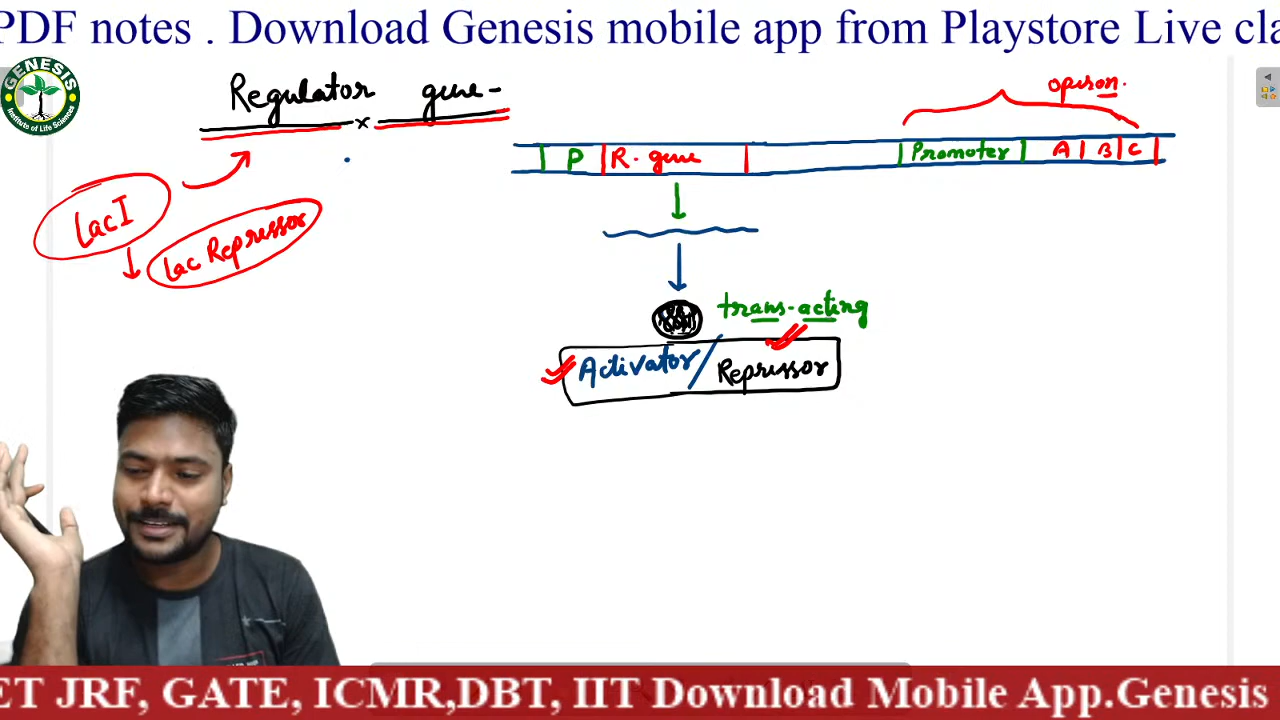 PDF notes . Download Genesis mobile app from Playstore Live cla
GENESIS
Institute of Life Sciences
Regulator gene-
operon.
P R. gene
Promoter A B C
LacI
Lac Repressor
trans-acting
Activator/Repressor
ET JRF, GATE, ICMR,DBT, IIT Download Mobile App.Genesis